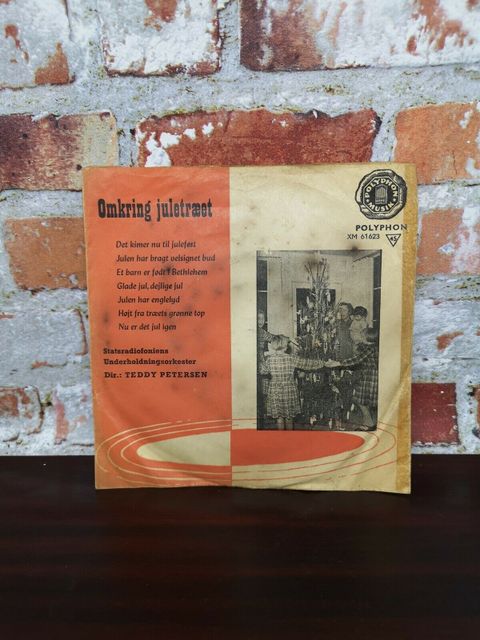 Omkring juletræet
POLYPHON
MUSIK
POLYPHON
XM 61623 45
Det kimer nu til julefest
Julen har bragt velsignet bud
Et barn er født i Bethlehem
Glade jul, dejlige jul
Julen har englelyd
Højt fra træets grønne top
Nu er det jul igen
Statsradiofoniens
Underholdningsorkester
Dir.: TEDDY PETERSEN